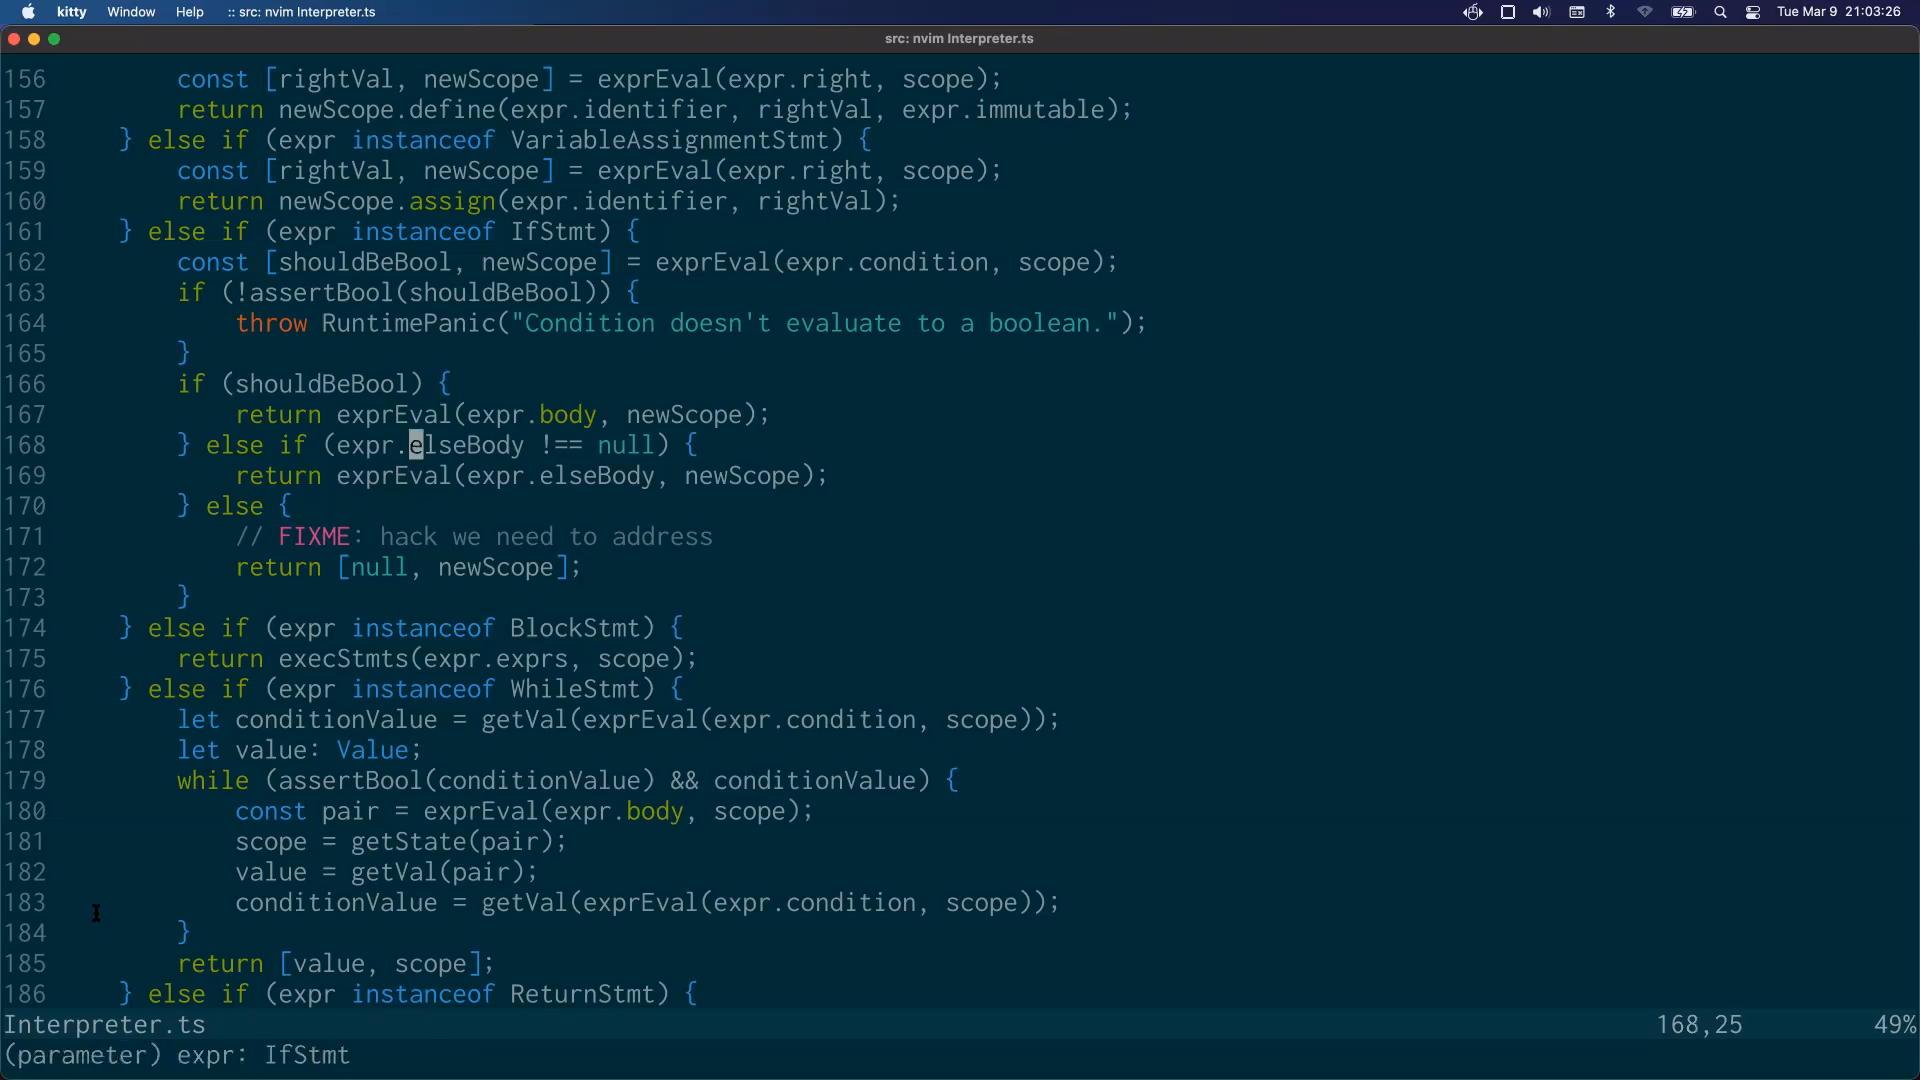 kitty Window Help :: src: nvim Interpreter.ts Tue Mar 9 21:03:26
src: nvim Interpreter.ts
156 const [rightVal, newScope] = exprEval(expr.right, scope);
157 return newScope.define(expr.identifier, rightVal, expr.immutable);
158 } else if (expr instanceof VariableAssignmentStmt) {
159 const [rightVal, newScope] = exprEval(expr.right, scope);
160 return newScope.assign(expr.identifier, rightVal);
161 } else if (expr instanceof IfStmt) {
162 const [shouldBeBool, newScope] = exprEval(expr.condition, scope);
163 if (!assertBool(shouldBeBool)) {
164 throw RuntimePanic("Condition doesn't evaluate to a boolean.");
165 }
166 if (shouldBeBool) {
167 return exprEval(expr.body, newScope);
168 } else if (expr.elseBody !== null) {
169 return exprEval(expr.elseBody, newScope);
170 } else {
171 // FIXME: hack we need to address
172 return [null, newScope];
173 }
174 } else if (expr instanceof BlockStmt) {
175 return execStmts(expr.exprs, scope);
176 } else if (expr instanceof WhileStmt) {
177 let conditionValue = getVal(exprEval(expr.condition, scope));
178 let value: Value;
179 while (assertBool(conditionValue) && conditionValue) {
180 const pair = exprEval(expr.body, scope);
181 scope = getState(pair);
182 value = getVal(pair);
183 conditionValue = getVal(exprEval(expr.condition, scope));
184 }
185 return [value, scope];
186 } else if (expr instanceof ReturnStmt) {
Interpreter.ts 168,25 49%
(parameter) expr: IfStmt